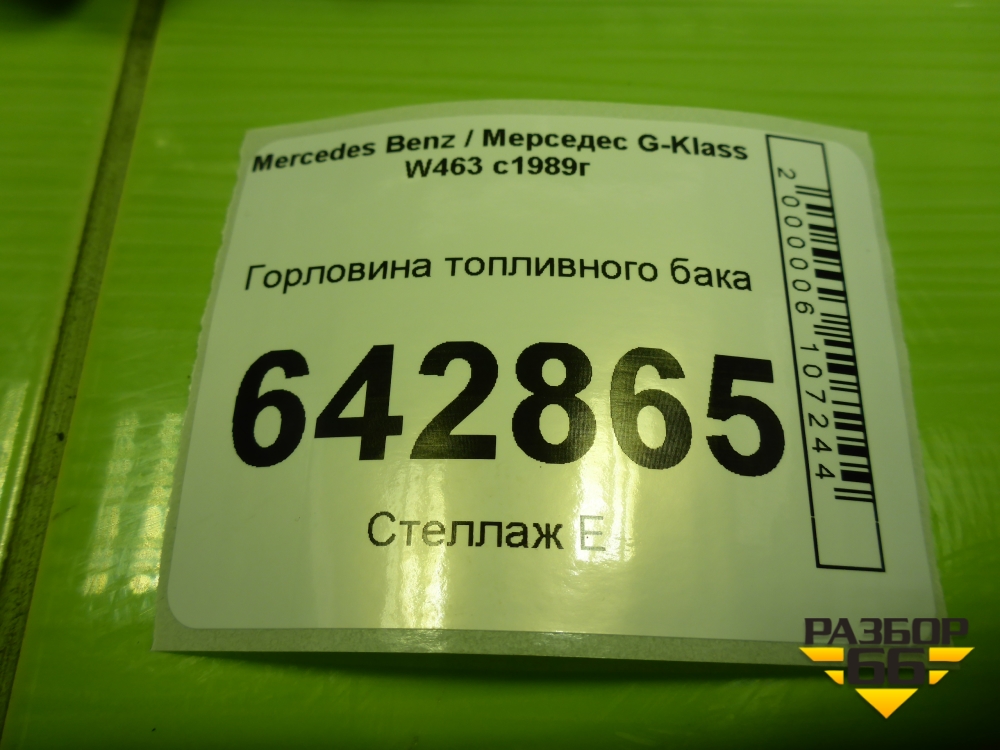 Mercedes Benz / Мерседес G-Klass
W463 с1989г
Горловина топливного бака
642865
Стеллаж E
2000006107244
РАЗБОР
66